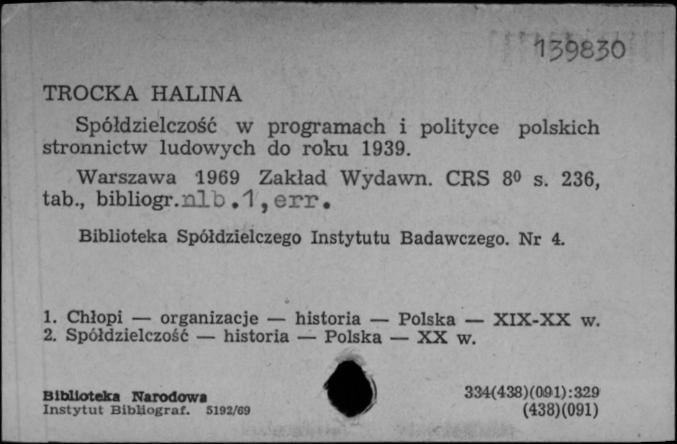 139830
TROCKA HALINA
Spółdzielczość w programach i polityce polskich
stronnictw ludowych do roku 1939.
Warszawa 1969 Zakład Wydawn. CRS 8⁰ s. 236,
tab., bibliogr. nlb.1, err.
Biblioteka Spółdzielczego Instytutu Badawczego. Nr 4.
1. Chłopi — organizacje — historia — Polska — XIX-XX w.
2. Spółdzielczość — historia — Polska — XX w.
Biblioteka Narodowa
Instytut Bibliograf. 5192/69
334(438)(091):329
(438)(091)